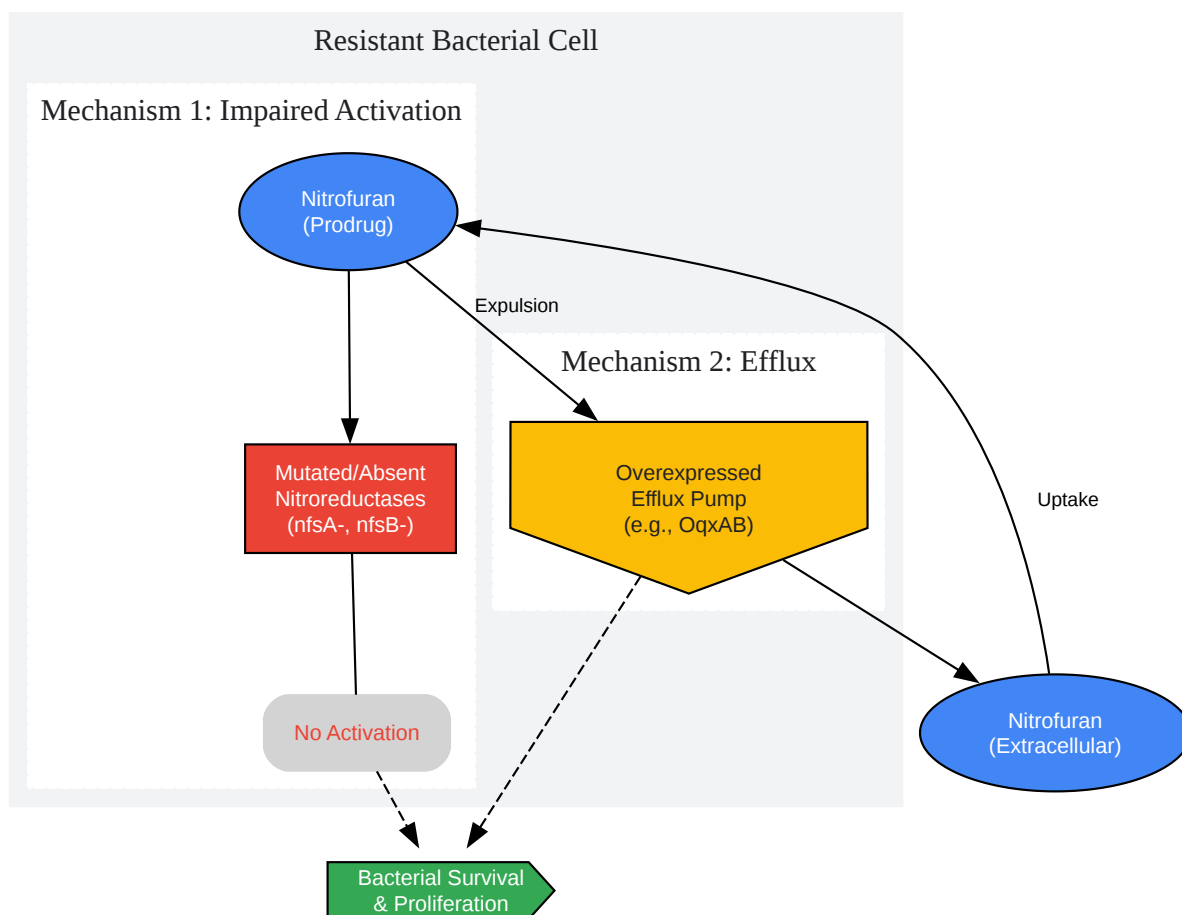 Resistant Bacterial Cell
Mechanism 1: Impaired Activation
Nitrofuran
(Prodrug)
Expulsion
Mechanism 2: Efflux
Mutated/Absent
Nitroreductases
(nfsA-, nfsB-)
Overexpressed
Efflux Pump
(e.g., OqxAB)
Uptake
No Activation
Nitrofuran
(Extracellular)
Bacterial Survival
& Proliferation